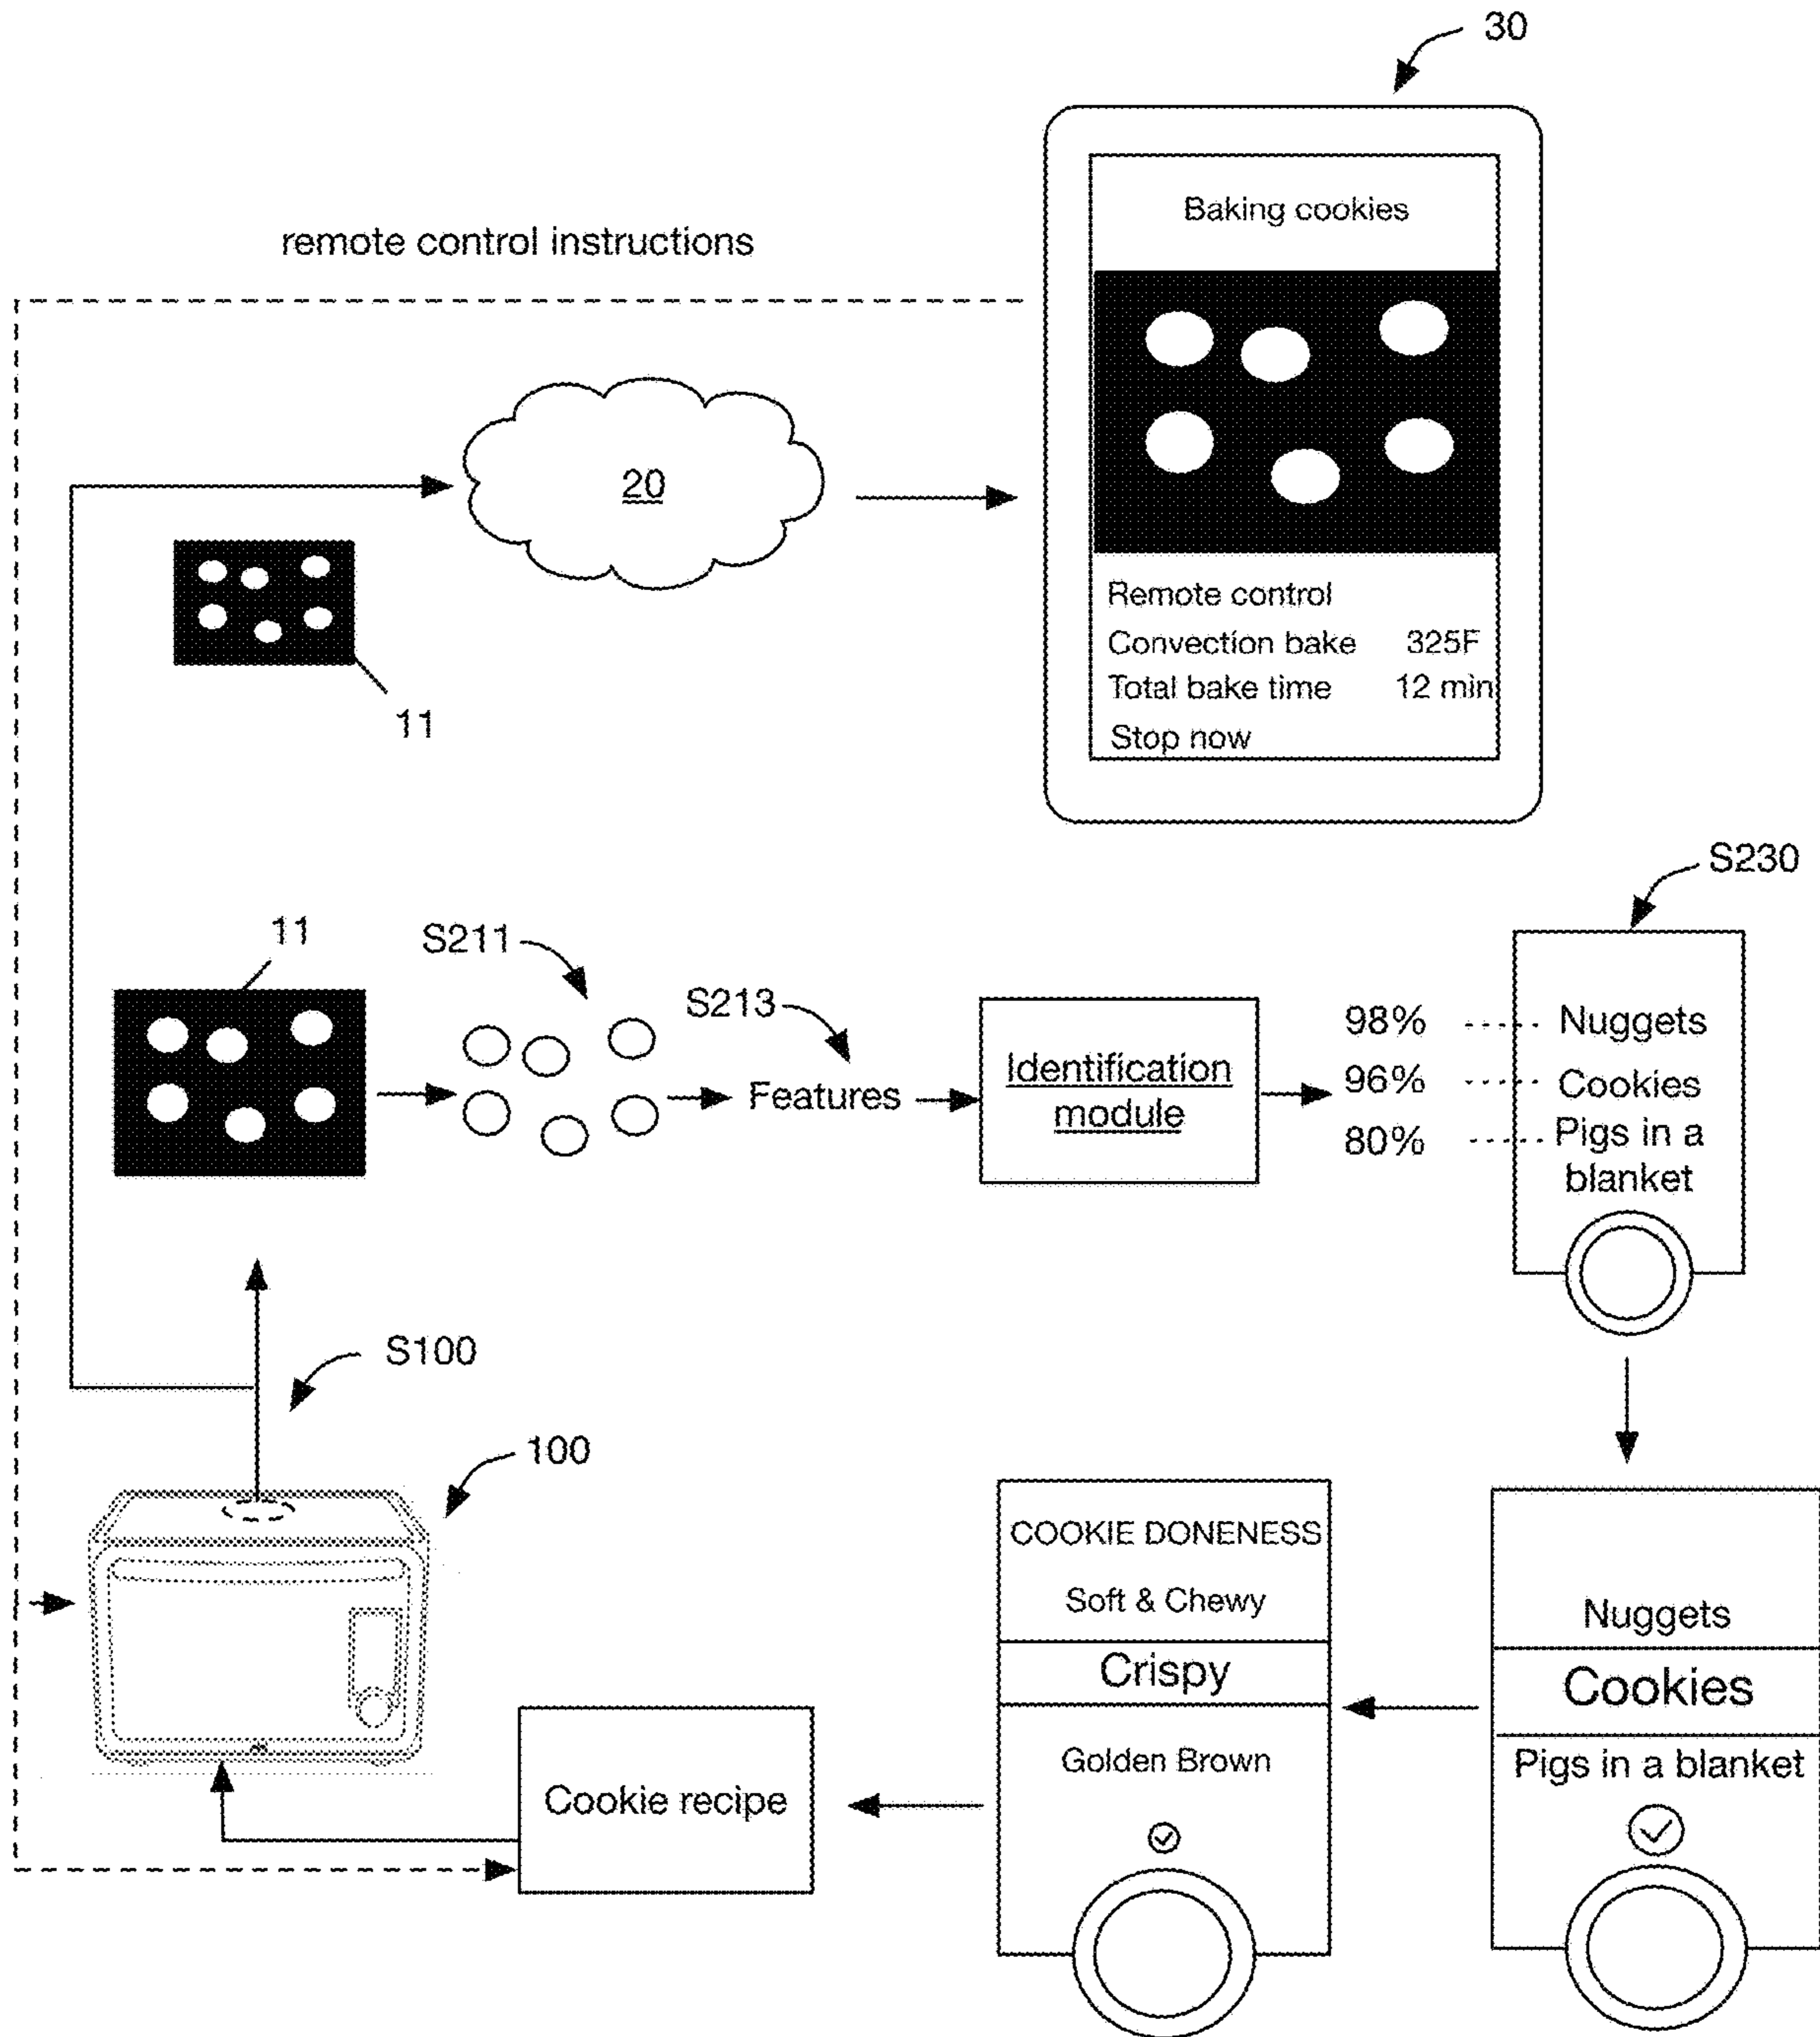 30
Baking cookies
remote control instructions
20
11
Remote control
Convection bake 325F
Total bake time 12 min
Stop now
S230
11
S211
S213
Features
Identification
module
98% Nuggets
96% Cookies
80% Pigs in a
blanket
S100
100
COOKIE DONENESS
Soft & Chewy
Crispy
Golden Brown
Nuggets
Cookies
Pigs in a blanket
Cookie recipe